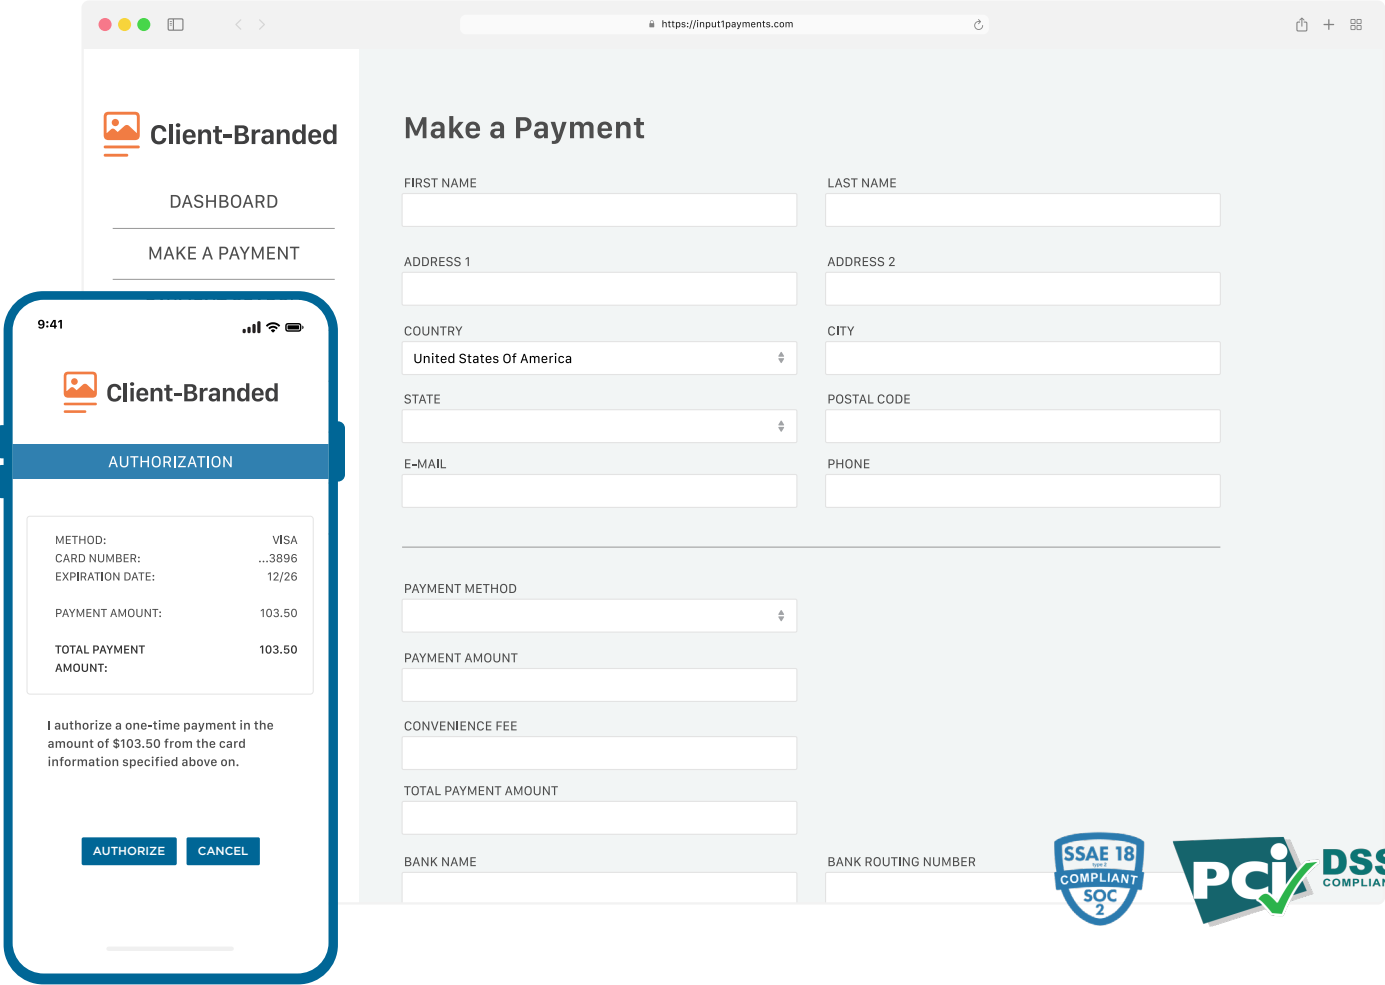 https://input1payments.com
Client-Branded
DASHBOARD
MAKE A PAYMENT
Make a Payment
FIRST NAME
LAST NAME
ADDRESS 1
ADDRESS 2
COUNTRY
CITY
United States Of America
STATE
POSTAL CODE
E-MAIL
PHONE
PAYMENT METHOD
PAYMENT AMOUNT
CONVENIENCE FEE
TOTAL PAYMENT AMOUNT
BANK NAME
BANK ROUTING NUMBER
9:41
Client-Branded
AUTHORIZATION
METHOD: VISA
CARD NUMBER: ...3896
EXPIRATION DATE: 12/26
PAYMENT AMOUNT: 103.50
TOTAL PAYMENT 103.50
AMOUNT:
I authorize a one-time payment in the
amount of $103.50 from the card
information specified above on.
AUTHORIZE CANCEL
SSAE 18
type 2
COMPLIANT
SOC
2
PCi DSS
COMPLIAN